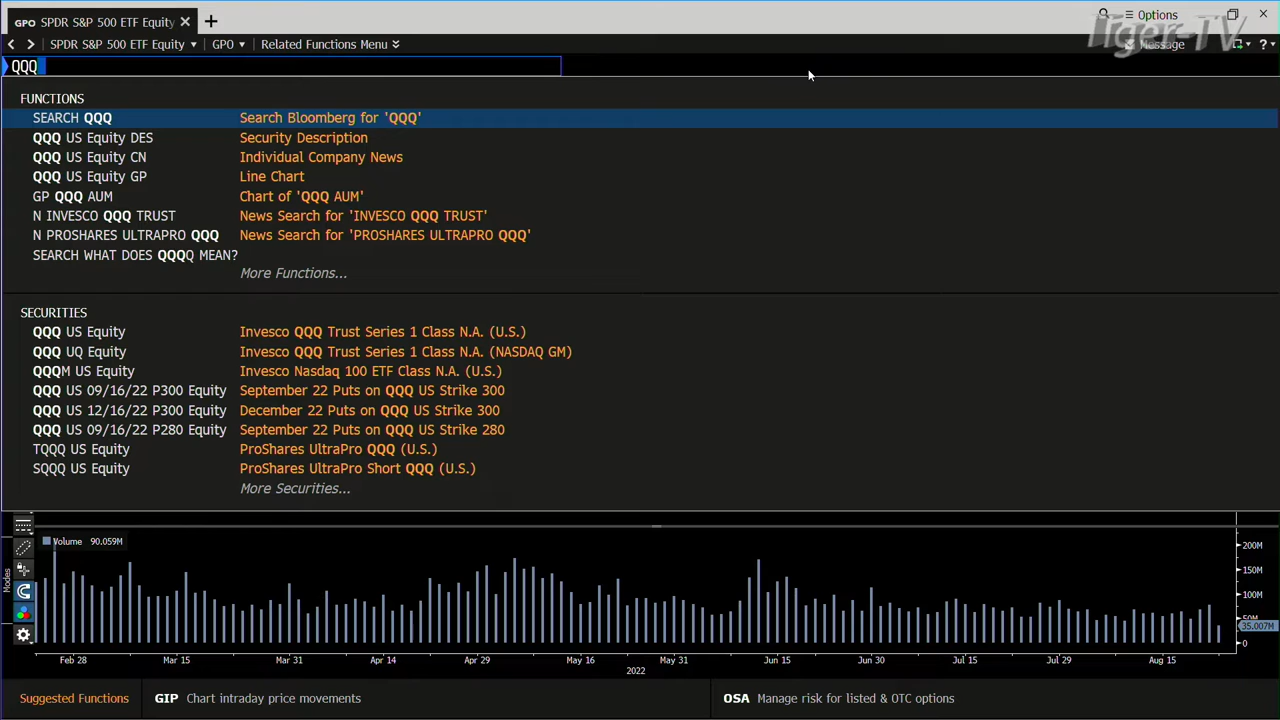 GPO SPDR S&P 500 ETF Equity
Options
Tiger-TV
SPDR S&P 500 ETF Equity GPO Related Functions Menu
Message
?
QQQ
FUNCTIONS
SEARCH QQQ Search Bloomberg for 'QQQ'
QQQ US Equity DES Security Description
QQQ US Equity CN Individual Company News
QQQ US Equity GP Line Chart
GP QQQ AUM Chart of 'QQQ AUM'
N INVESCO QQQ TRUST News Search for 'INVESCO QQQ TRUST'
N PROSHARES ULTRAPRO QQQ News Search for 'PROSHARES ULTRAPRO QQQ'
SEARCH WHAT DOES QQQQ MEAN?
More Functions...
SECURITIES
QQQ US Equity Invesco QQQ Trust Series 1 Class N.A. (U.S.)
QQQ UQ Equity Invesco QQQ Trust Series 1 Class N.A. (NASDAQ GM)
QQQM US Equity Invesco Nasdaq 100 ETF Class N.A. (U.S.)
QQQ US 09/16/22 P300 Equity September 22 Puts on QQQ US Strike 300
QQQ US 12/16/22 P300 Equity December 22 Puts on QQQ US Strike 300
QQQ US 09/16/22 P280 Equity September 22 Puts on QQQ US Strike 280
TQQQ US Equity ProShares UltraPro QQQ (U.S.)
SQQQ US Equity ProShares UltraPro Short QQQ (U.S.)
More Securities...
Modes
Volume 90.059M
200M
150M
100M
50M
35.007M
0
Feb 28 Mar 15 Mar 31 Apr 14 Apr 29 May 16 May 31 Jun 15 Jun 30 Jul 15 Jul 29 Aug 15
2022
Suggested Functions GIP Chart intraday price movements OSA Manage risk for listed & OTC options